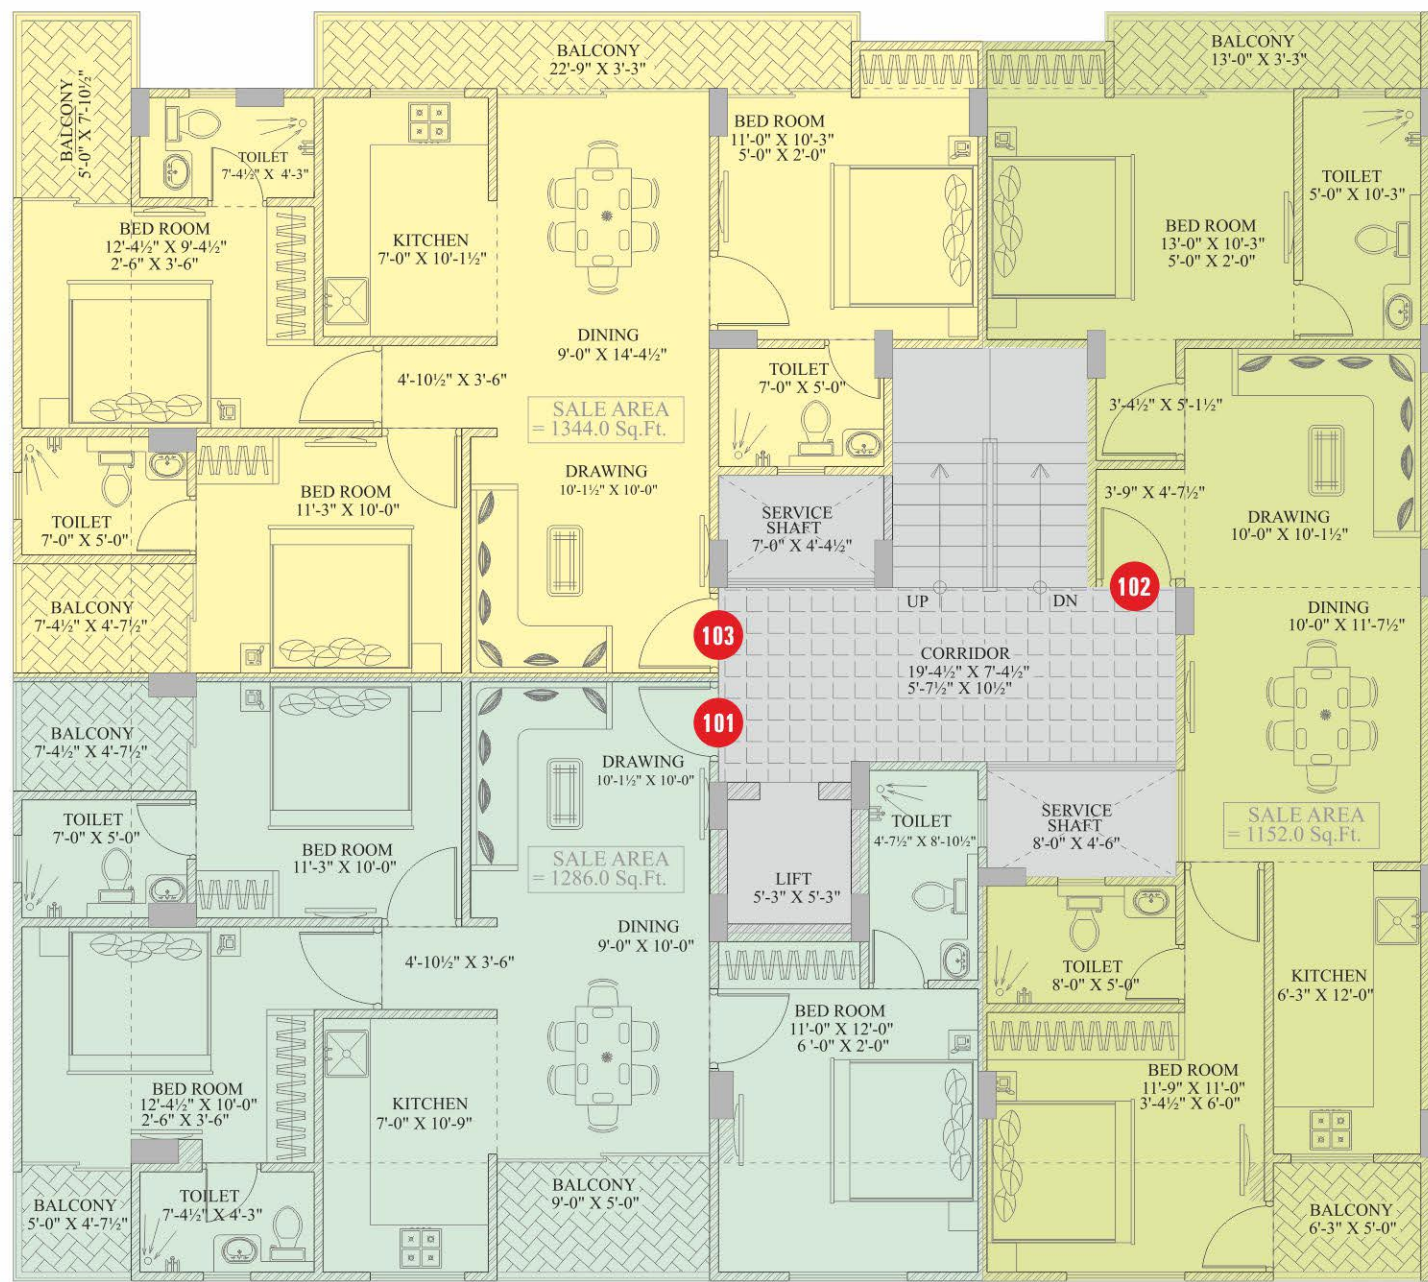 BALCONY
5'-0" X 7'-10½"
BALCONY
22'-9" X 3'-3"
BALCONY
13'-0" X 3'-3"
TOILET
7'-4½" X 4'-3"
BED ROOM
11'-0" X 10'-3"
5'-0" X 2'-0"
TOILET
5'-0" X 10'-3"
BED ROOM
12'-4½" X 9'-4½"
2'-6" X 3'-6"
KITCHEN
7'-0" X 10'-1½"
BED ROOM
13'-0" X 10'-3"
5'-0" X 2'-0"
DINING
9'-0" X 14'-4½"
4'-10½" X 3'-6"
TOILET
7'-0" X 5'-0"
SALE AREA
= 1344.0 Sq.Ft.
3'-4½" X 5'-1½"
DRAWING
10'-1½" X 10'-0"
BED ROOM
11'-3" X 10'-0"
TOILET
7'-0" X 5'-0"
SERVICE
SHAFT
7'-0" X 4'-4½"
3'-9" X 4'-7½"
DRAWING
10'-0" X 10'-1½"
BALCONY
7'-4½" X 4'-7½"
UP
DN
102
DINING
10'-0" X 11'-7½"
103
CORRIDOR
19'-4½" X 7'-4½"
5'-7½" X 10½"
101
BALCONY
7'-4½" X 4'-7½"
DRAWING
10'-1½" X 10'-0"
TOILET
7'-0" X 5'-0"
BED ROOM
11'-3" X 10'-0"
SALE AREA
= 1286.0 Sq.Ft.
TOILET
4'-7½" X 8'-10½"
SERVICE
SHAFT
8'-0" X 4'-6"
SALE AREA
= 1152.0 Sq.Ft.
LIFT
5'-3" X 5'-3"
DINING
9'-0" X 10'-0"
4'-10½" X 3'-6"
TOILET
8'-0" X 5'-0"
KITCHEN
6'-3" X 12'-0"
BED ROOM
11'-0" X 12'-0"
6 '-0" X 2'-0"
BED ROOM
12'-4½" X 10'-0"
2'-6" X 3'-6"
KITCHEN
7'-0" X 10'-9"
BED ROOM
11'-9" X 11'-0"
3'-4½" X 6'-0"
BALCONY
5'-0" X 4'-7½"
TOILET
7'-4½" X 4'-3"
BALCONY
9'-0" X 5'-0"
BALCONY
6'-3" X 5'-0"